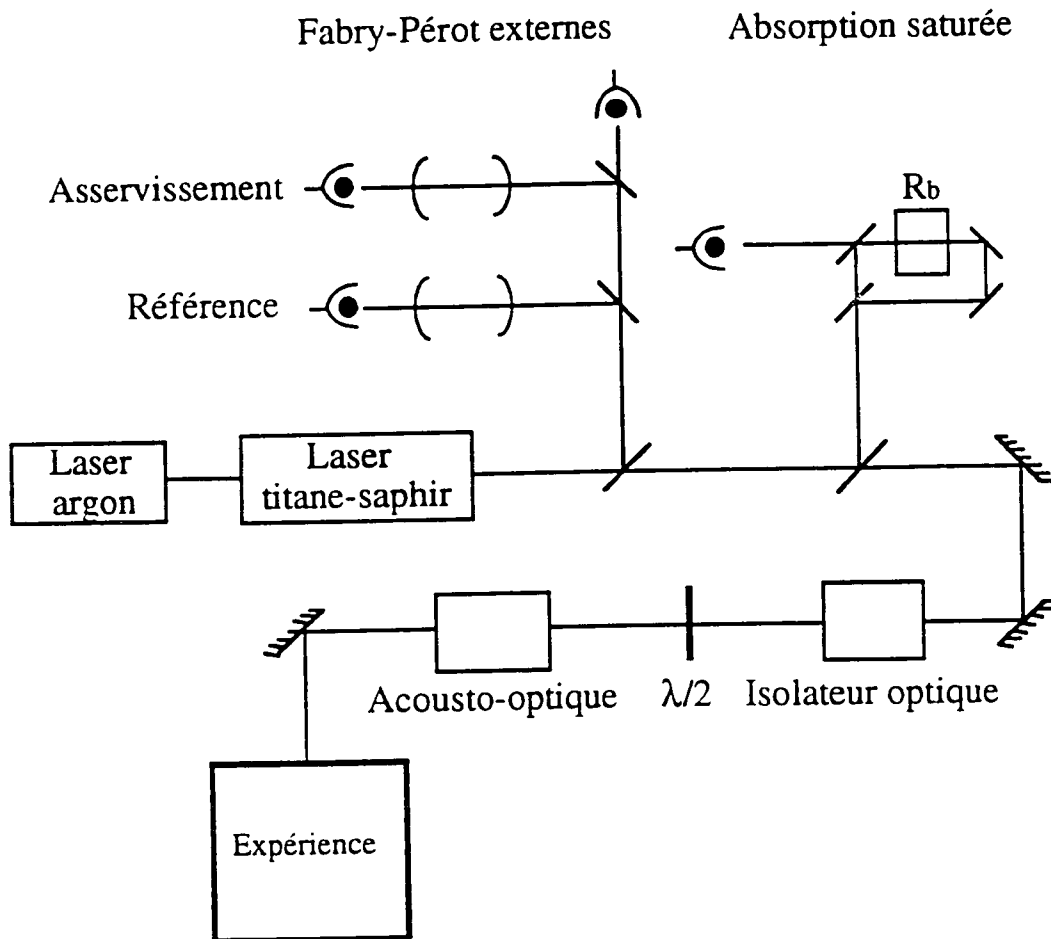 Fabry-Pérot externes
Absorption saturée
Asservissement
Rb
Référence
Laser
argon
Laser
titane-saphir
Acousto-optique
λ/2
Isolateur optique
Expérience